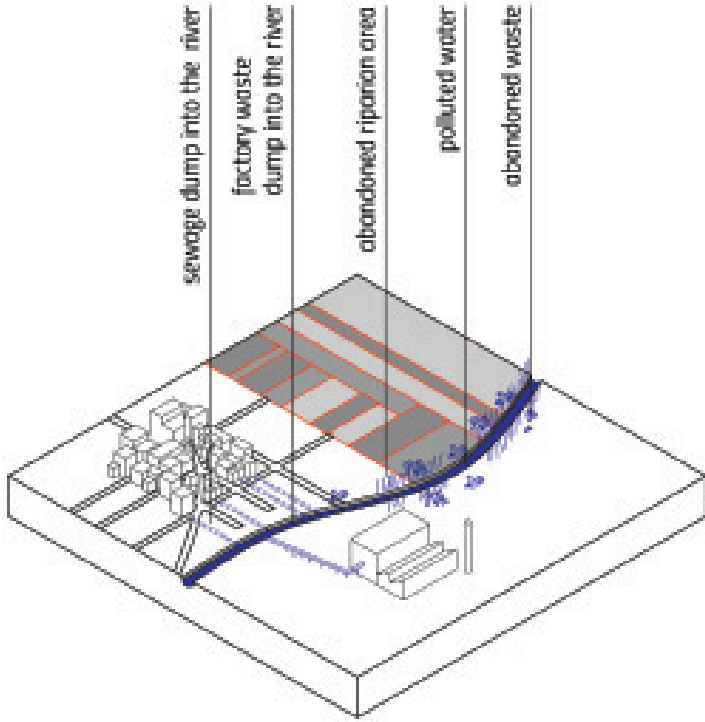 sewage dump into the river
factory waste
dump into the river
abandoned riparian area
polluted water
abandoned waste